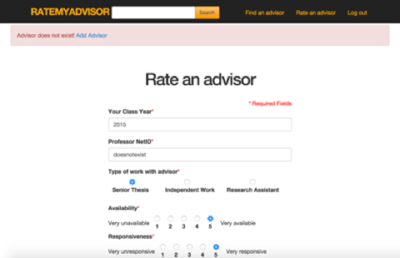 RATEMYADVISOR Search Find an advisor Rate an advisor Log out
Advisor does not exist! Add Advisor
Rate an advisor
* Required Fields
Your Class Year*
2015
Professor NetID*
doesnotexist
Type of work with advisor*
Senior Thesis Independent Work Research Assistant
Availability*
Very unavailable 1 2 3 4 5 Very available
Responsiveness*
Very unresponsive 1 2 3 4 5 Very responsive